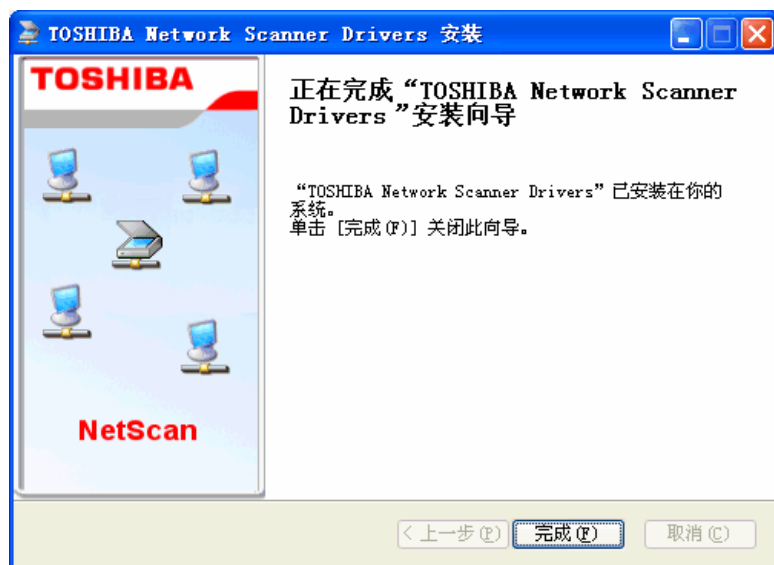 TOSHIBA Network Scanner Drivers 安装
TOSHIBA
正在完成“TOSHIBA Network Scanner
Drivers”安装向导
“TOSHIBA Network Scanner Drivers”已安装在你的
系统。
单击 [完成(F)] 关闭此向导。
NetScan
< 上一步(P) 完成(F) 取消(C)